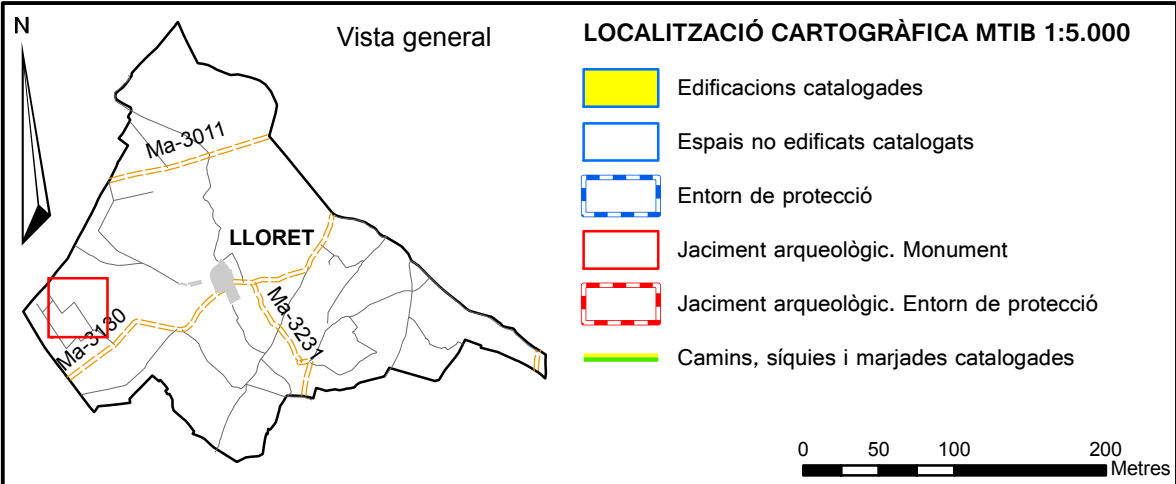 N
Vista general
Ma-3011
LLORET
Ma-3231
Ma-3130
LOCALITZACIÓ CARTOGRÀFICA MTIB 1:5.000
Edificacions catalogades
Espais no edificats catalogats
Entorn de protecció
Jaciment arqueològic. Monument
Jaciment arqueològic. Entorn de protecció
Camins, síquies i marjades catalogades
0 50 100 200
Metres